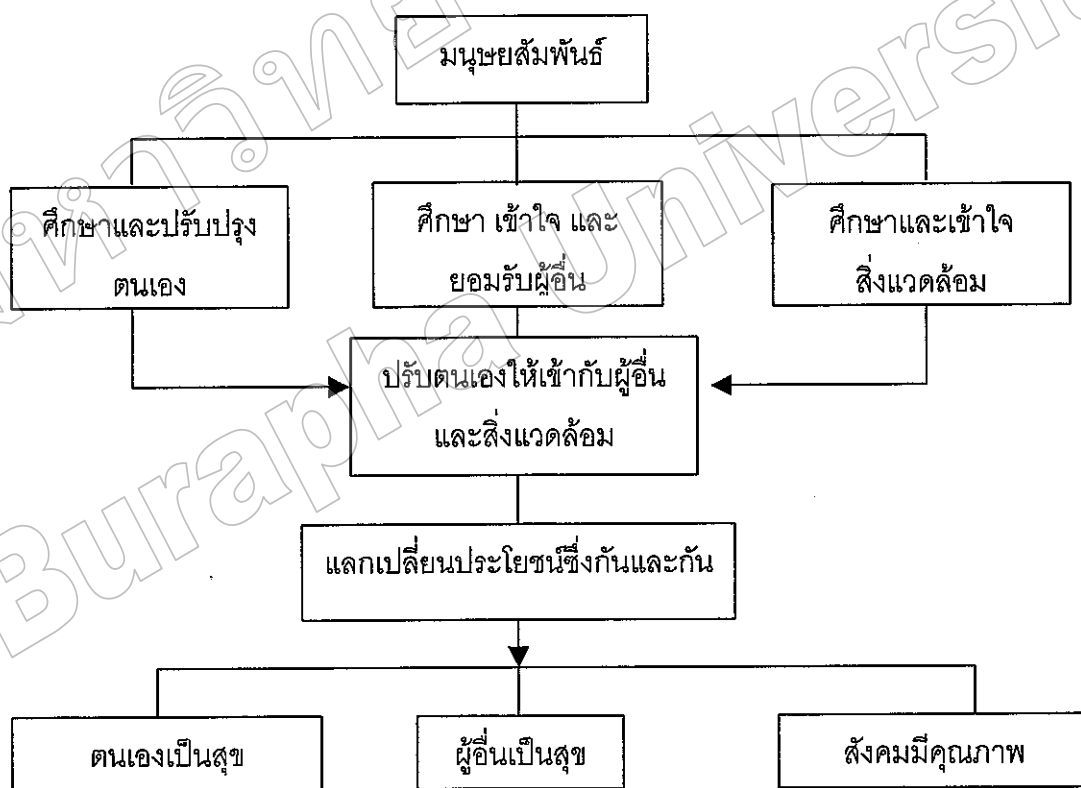 มนุษยสัมพันธ์
ศึกษาและปรับปรุง
ตนเอง
ศึกษา เข้าใจ และ
ยอมรับผู้อื่น
ศึกษาและเข้าใจ
สิ่งแวดล้อม
ปรับตนเองให้เข้ากับผู้อื่น
และสิ่งแวดล้อม
แลกเปลี่ยนประโยชน์ซึ่งกันและกัน
ตนเองเป็นสุข
ผู้อื่นเป็นสุข
สังคมมีคุณภาพ
Burapha Universi